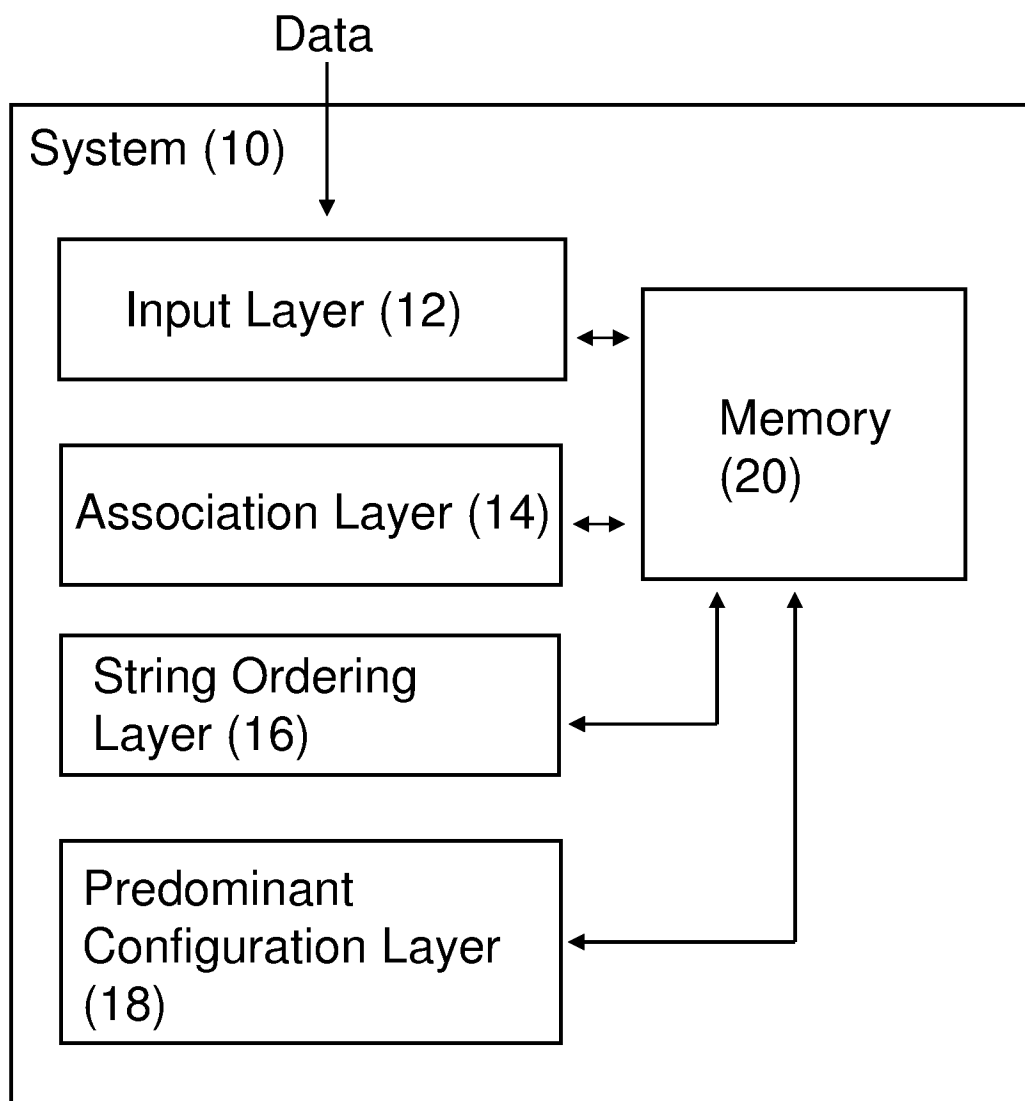 Data
System (10)
Input Layer (12)
Memory
(20)
Association Layer (14)
String Ordering
Layer (16)
Predominant
Configuration Layer
(18)